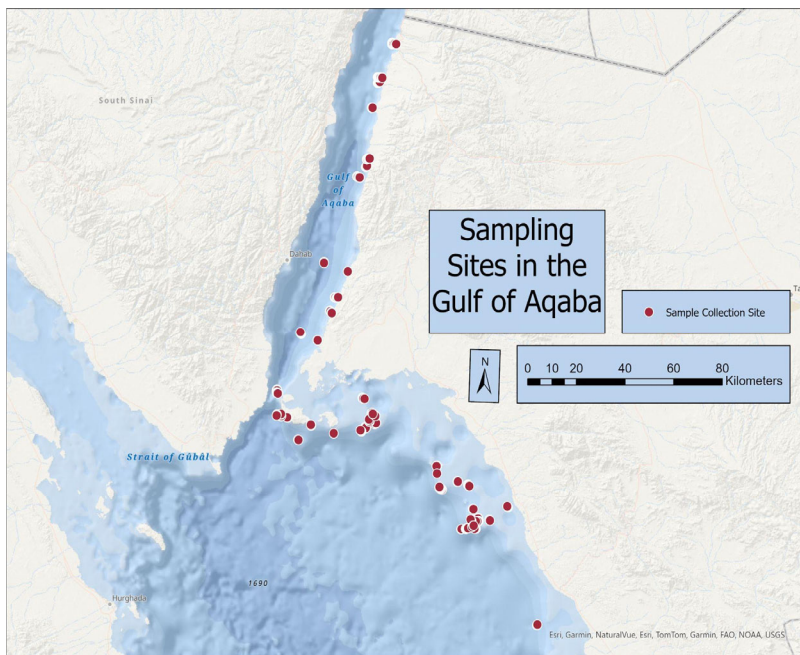 South Sinai
Gulf
of
Aqaba
Dahab
Sampling
Sites in the
Gulf of Aqaba
Ta
Sample Collection Site
N
0 10 20 40 60 80
Kilometers
Strait of Gûbâl
1690
Hurghada
Esri, Garmin, NaturalVue, Esri, TomTom, Garmin, FAO, NOAA, USGS